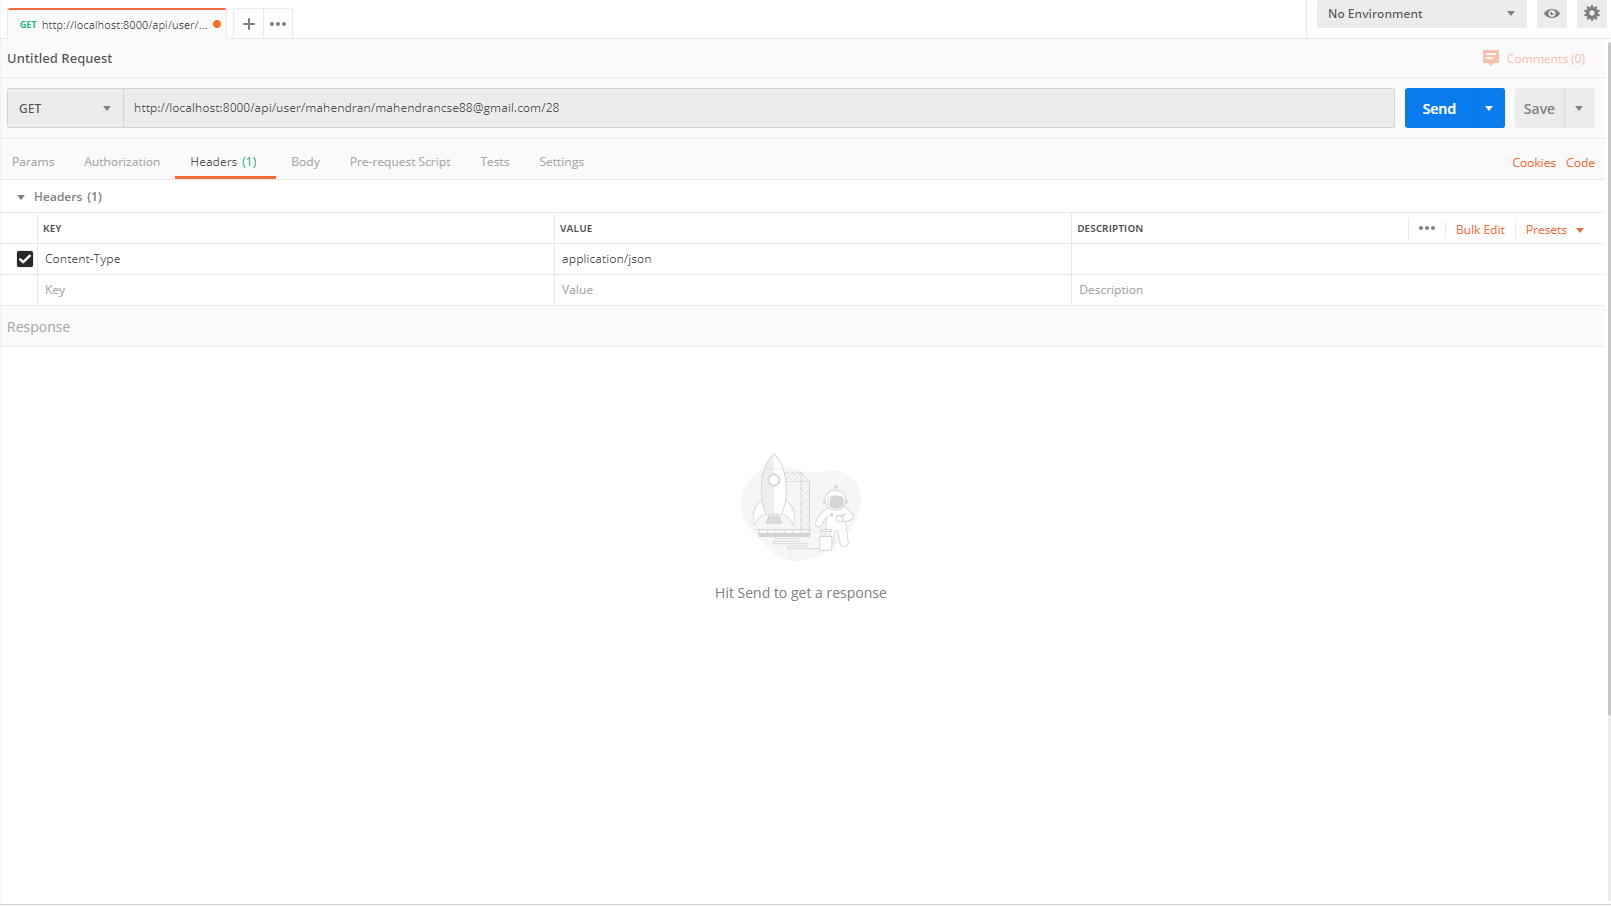 GET http://localhost:8000/api/user/...
No Environment
Untitled Request
Comments (0)
GET http://localhost:8000/api/user/mahendran/mahendrancse88@gmail.com/28 Send Save
Params Authorization Headers (1) Body Pre-request Script Tests Settings Cookies Code
Headers (1)
KEY VALUE DESCRIPTION Bulk Edit Presets
Content-Type application/json
Key Value Description
Response
Hit Send to get a response